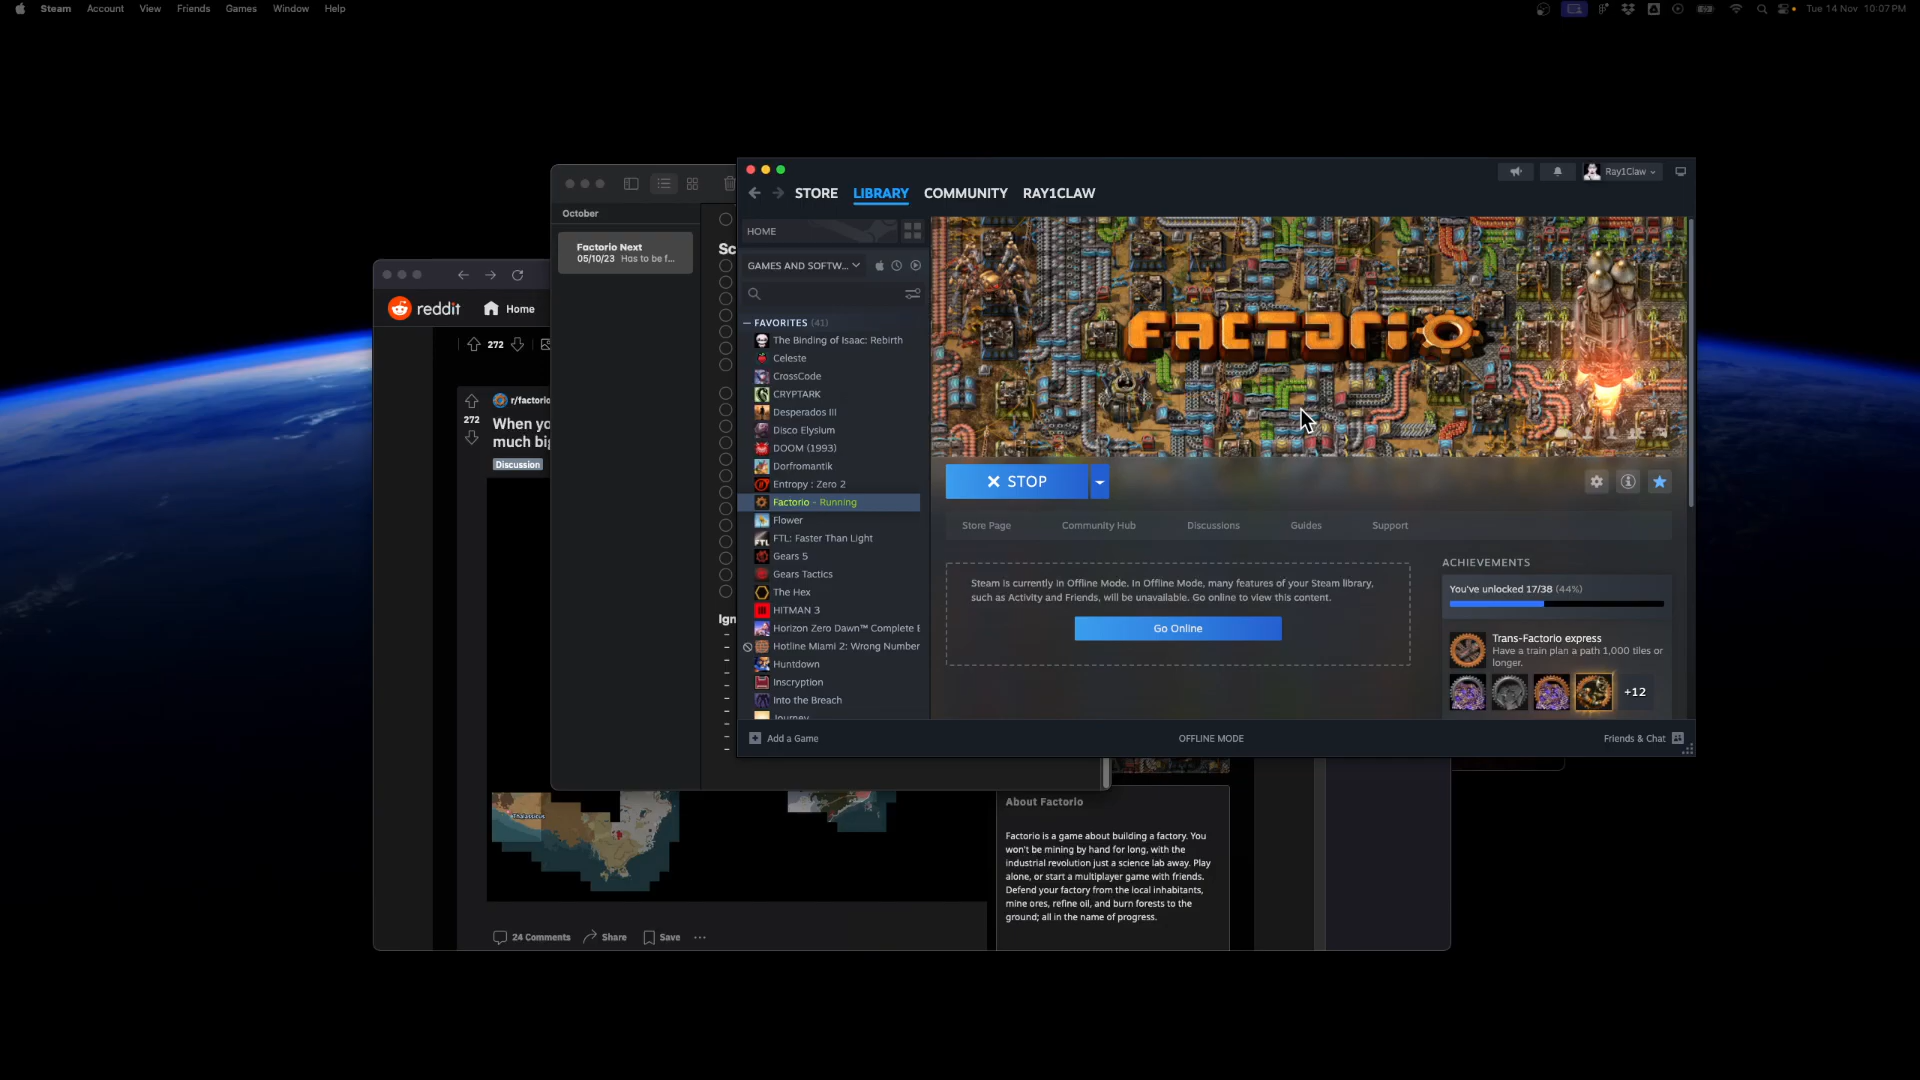 Steam Account View Friends Games Window Help
Tue 14 Nov 10:07PM
October
Factorio Next
05/10/23 Has to be f...
Sc
Ign
reddit Home
272
272
r/factorio
When yo
much big
Discussion
24 Comments Share Save ...
About Factorio
Factorio is a game about building a factory. You
won't be mining by hand for long, with the
industrial revolution just a science lab away. Play
alone, or start a multiplayer game with friends.
Defend your factory from the local inhabitants,
mine ores, refine oil, and burn forests to the
ground; all in the name of progress.
Ray1Claw
STORE LIBRARY COMMUNITY RAY1CLAW
HOME
GAMES AND SOFTW...
FAVORITES (41)
The Binding of Isaac: Rebirth
Celeste
CrossCode
CRYPTARK
Desperados III
Disco Elysium
DOOM (1993)
Dorfromantik
Entropy : Zero 2
Factorio - Running
Flower
FTL: Faster Than Light
Gears 5
Gears Tactics
The Hex
HITMAN 3
Horizon Zero Dawn™ Complete E
Hotline Miami 2: Wrong Number
Huntdown
Inscryption
Into the Breach
Journey
FACTORIO
STOP
Store Page Community Hub Discussions Guides Support
Steam is currently in Offline Mode. In Offline Mode, many features of your Steam library,
such as Activity and Friends, will be unavailable. Go online to view this content.
Go Online
ACHIEVEMENTS
You've unlocked 17/38 (44%)
Trans-Factorio express
Have a train plan a path 1,000 tiles or
longer.
+12
Add a Game
OFFLINE MODE
Friends & Chat